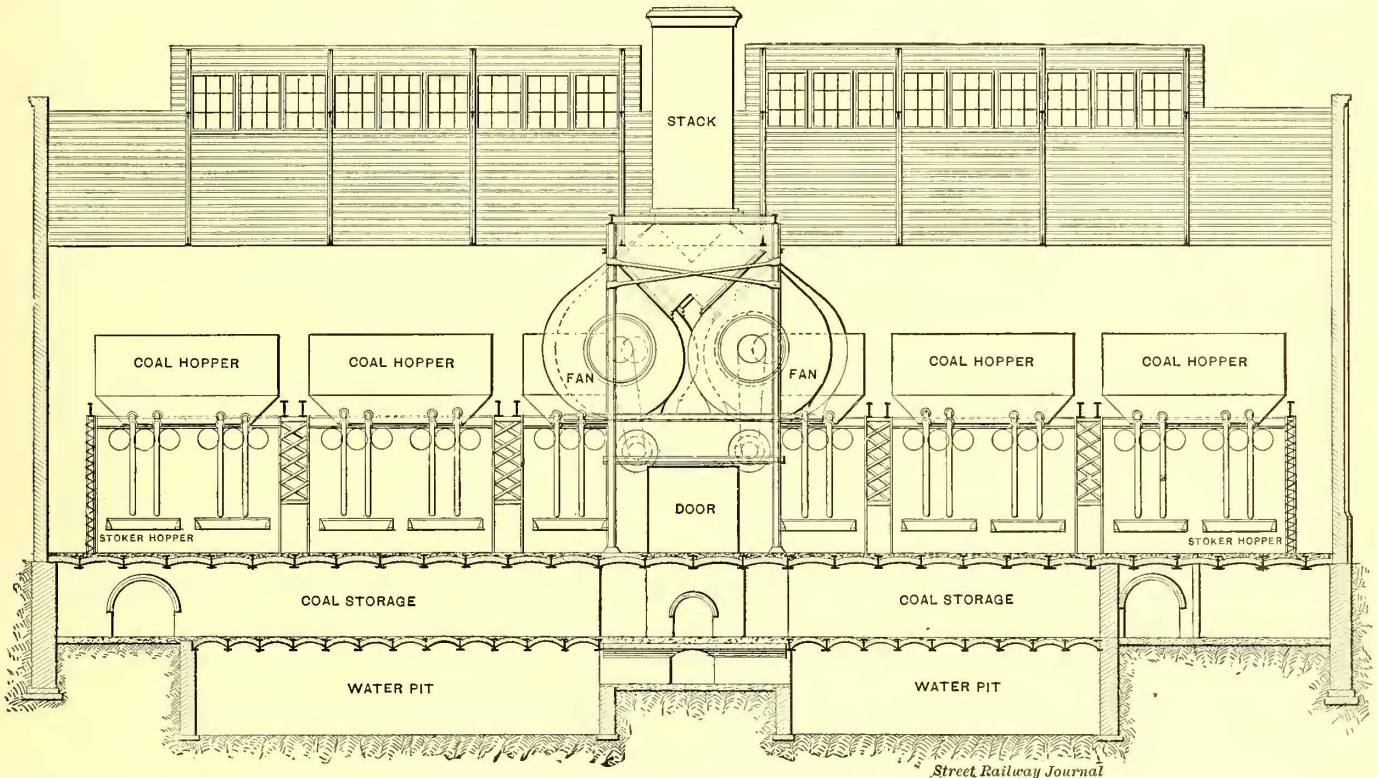 STACK
COAL HOPPER
COAL HOPPER
FAN
FAN
COAL HOPPER
COAL HOPPER
DOOR
STOKER HOPPER
STOKER HOPPER
COAL STORAGE
COAL STORAGE
WATER PIT
WATER PIT
Street Railway Journal